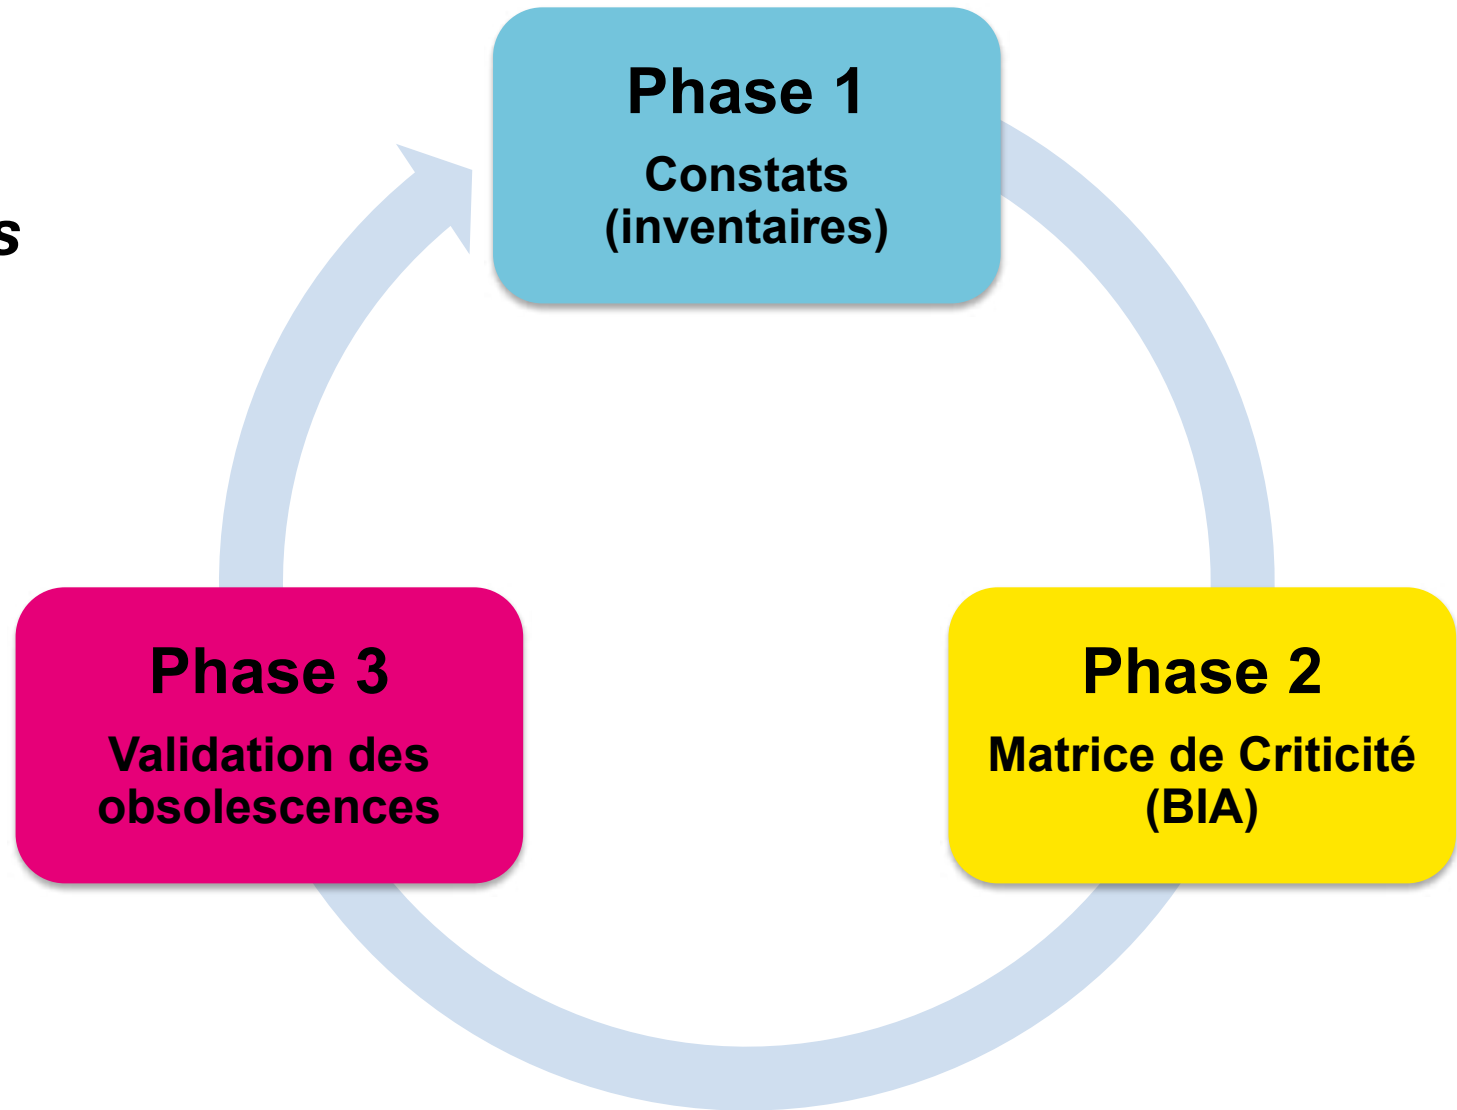 Phase 1
Constats
(inventaires)
s
Phase 3
Validation des
obsolescences
Phase 2
Matrice de Criticité
(BIA)